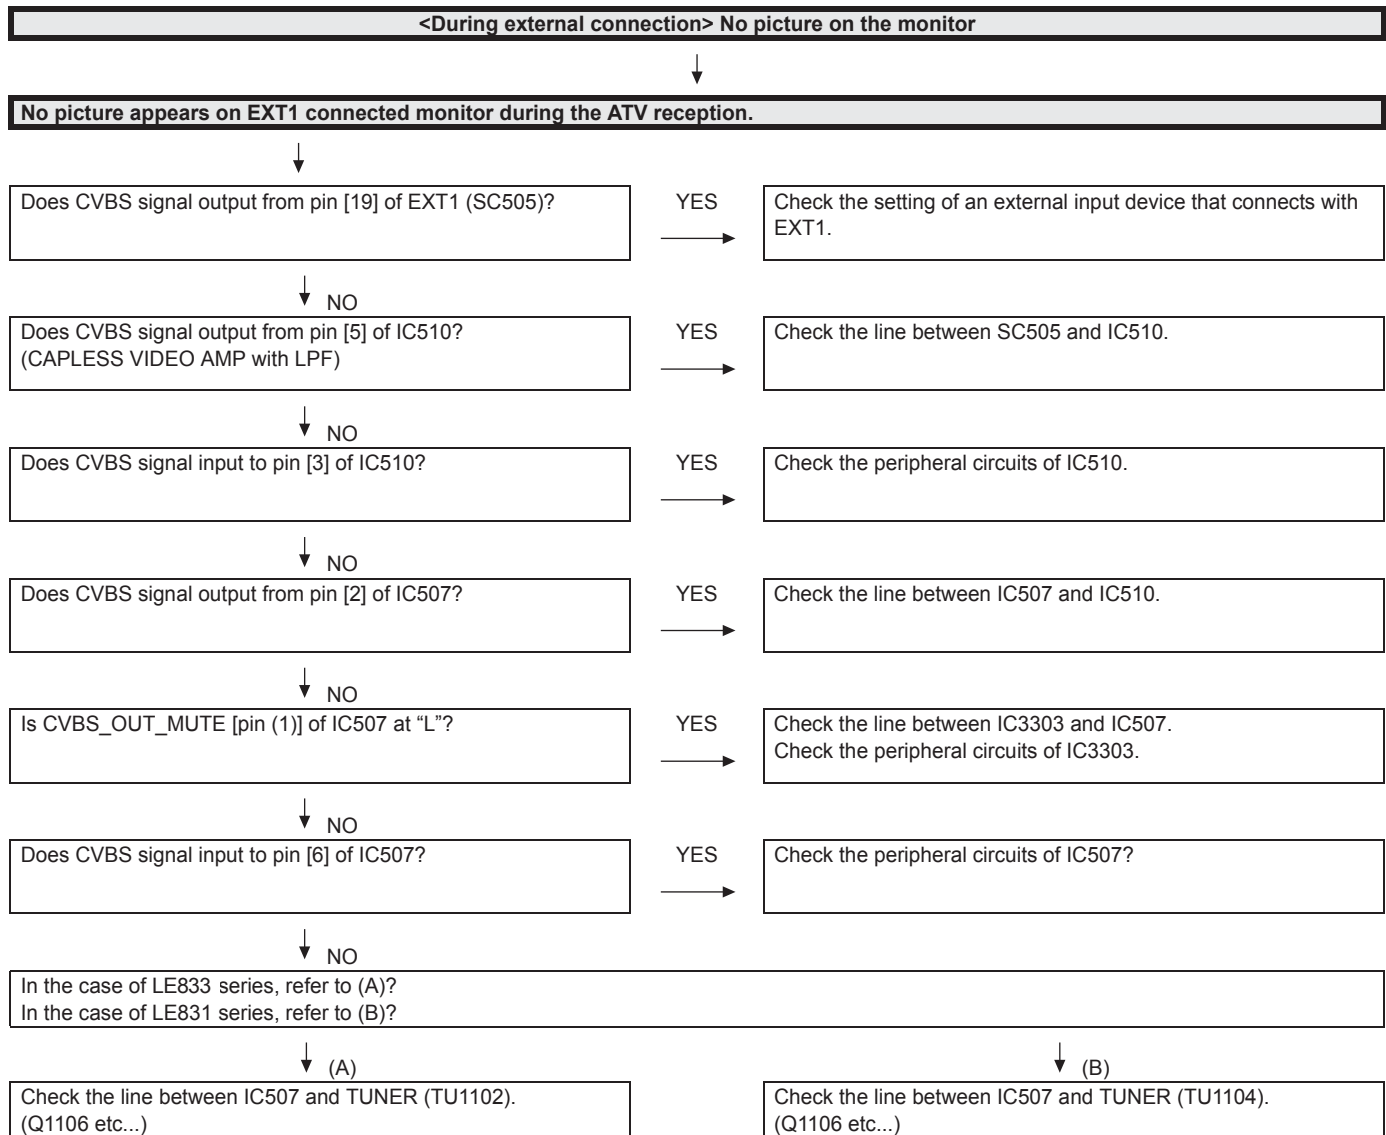 <During external connection> No picture on the monitor
No picture appears on EXT1 connected monitor during the ATV reception.
Does CVBS signal output from pin [19] of EXT1 (SC505)?
YES
Check the setting of an external input device that connects with
EXT1.
NO
Does CVBS signal output from pin [5] of IC510?
(CAPLESS VIDEO AMP with LPF)
YES
Check the line between SC505 and IC510.
NO
Does CVBS signal input to pin [3] of IC510?
YES
Check the peripheral circuits of IC510.
NO
Does CVBS signal output from pin [2] of IC507?
YES
Check the line between IC507 and IC510.
NO
Is CVBS_OUT_MUTE [pin (1)] of IC507 at “L”?
YES
Check the line between IC3303 and IC507.
Check the peripheral circuits of IC3303.
NO
Does CVBS signal input to pin [6] of IC507?
YES
Check the peripheral circuits of IC507?
NO
In the case of LE833 series, refer to (A)?
In the case of LE831 series, refer to (B)?
(A)
(B)
Check the line between IC507 and TUNER (TU1102).
(Q1106 etc...)
Check the line between IC507 and TUNER (TU1104).
(Q1106 etc...)